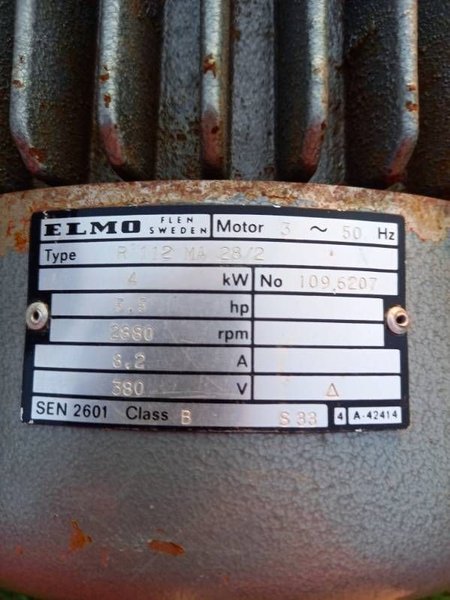 ELMO FLEN SWEDEN Motor 3 ~ 50 Hz
Type R 112 MA 28/2
4 kW No 109 6207
5.5 hp
2880 rpm
8.2 A
380 V Δ
SEN 2601 Class B S 33 4 A-42414